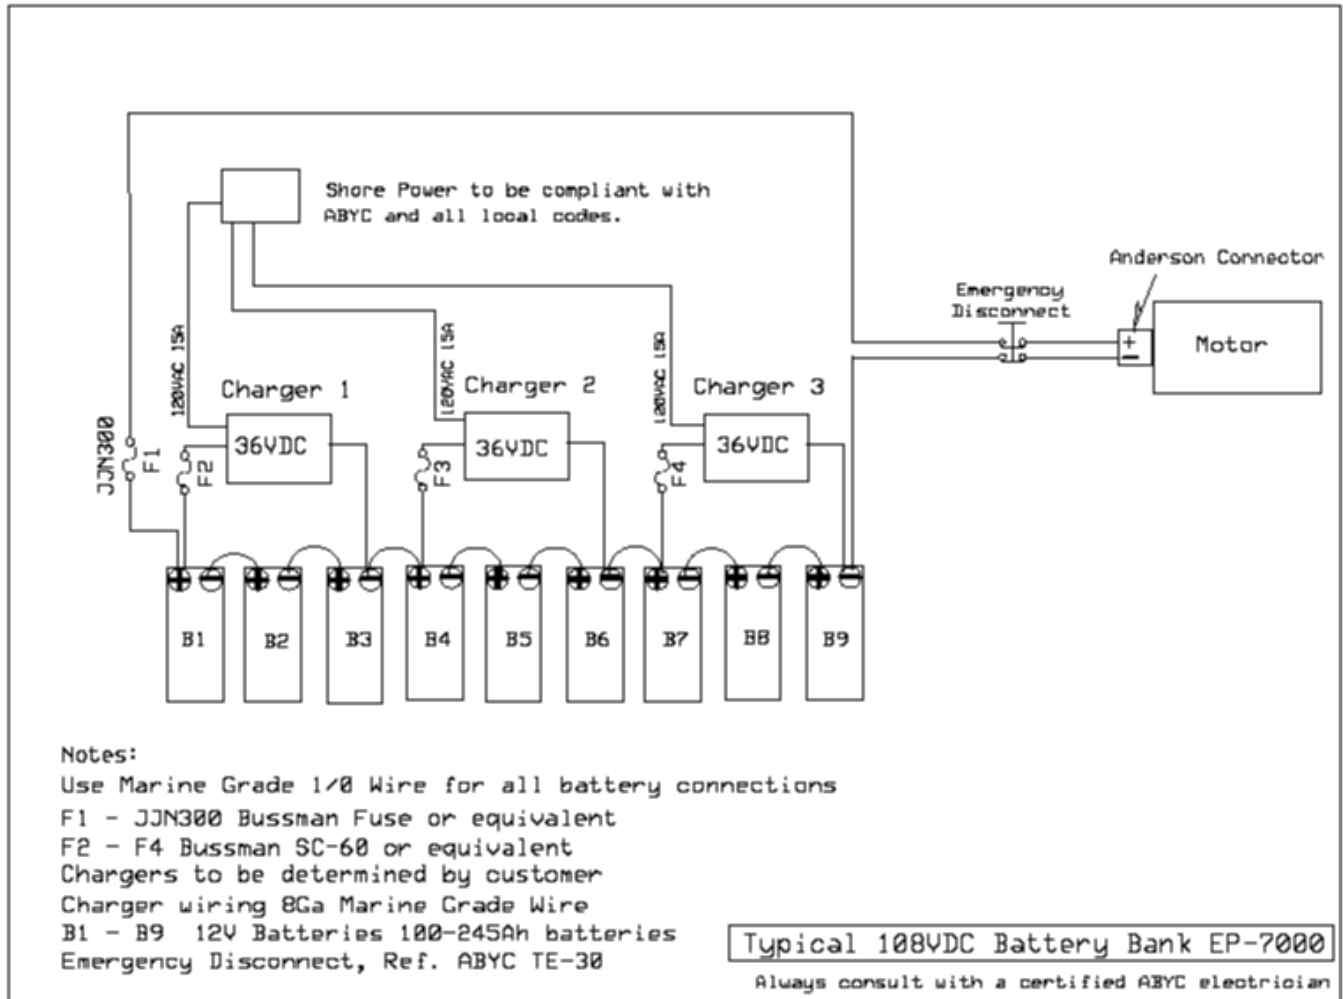 Shore Power to be compliant with
ABYC and all local codes.
Anderson Connector
Emergency
Disconnect
+
−
Motor
120VAC 15A
120VAC 15A
120VAC 15A
Charger 1
Charger 2
Charger 3
36VDC
36VDC
36VDC
JJN300
F1
F2
F3
F4
B1
B2
B3
B4
B5
B6
B7
B8
B9
Notes:
Use Marine Grade 1/0 Wire for all battery connections
F1 - JJN300 Bussman Fuse or equivalent
F2 - F4 Bussman SC-60 or equivalent
Chargers to be determined by customer
Charger wiring 8Ga Marine Grade Wire
B1 - B9 12V Batteries 100-245Ah batteries
Emergency Disconnect, Ref. ABYC TE-30
Typical 108VDC Battery Bank EP-7000
Always consult with a certified ABYC electrician